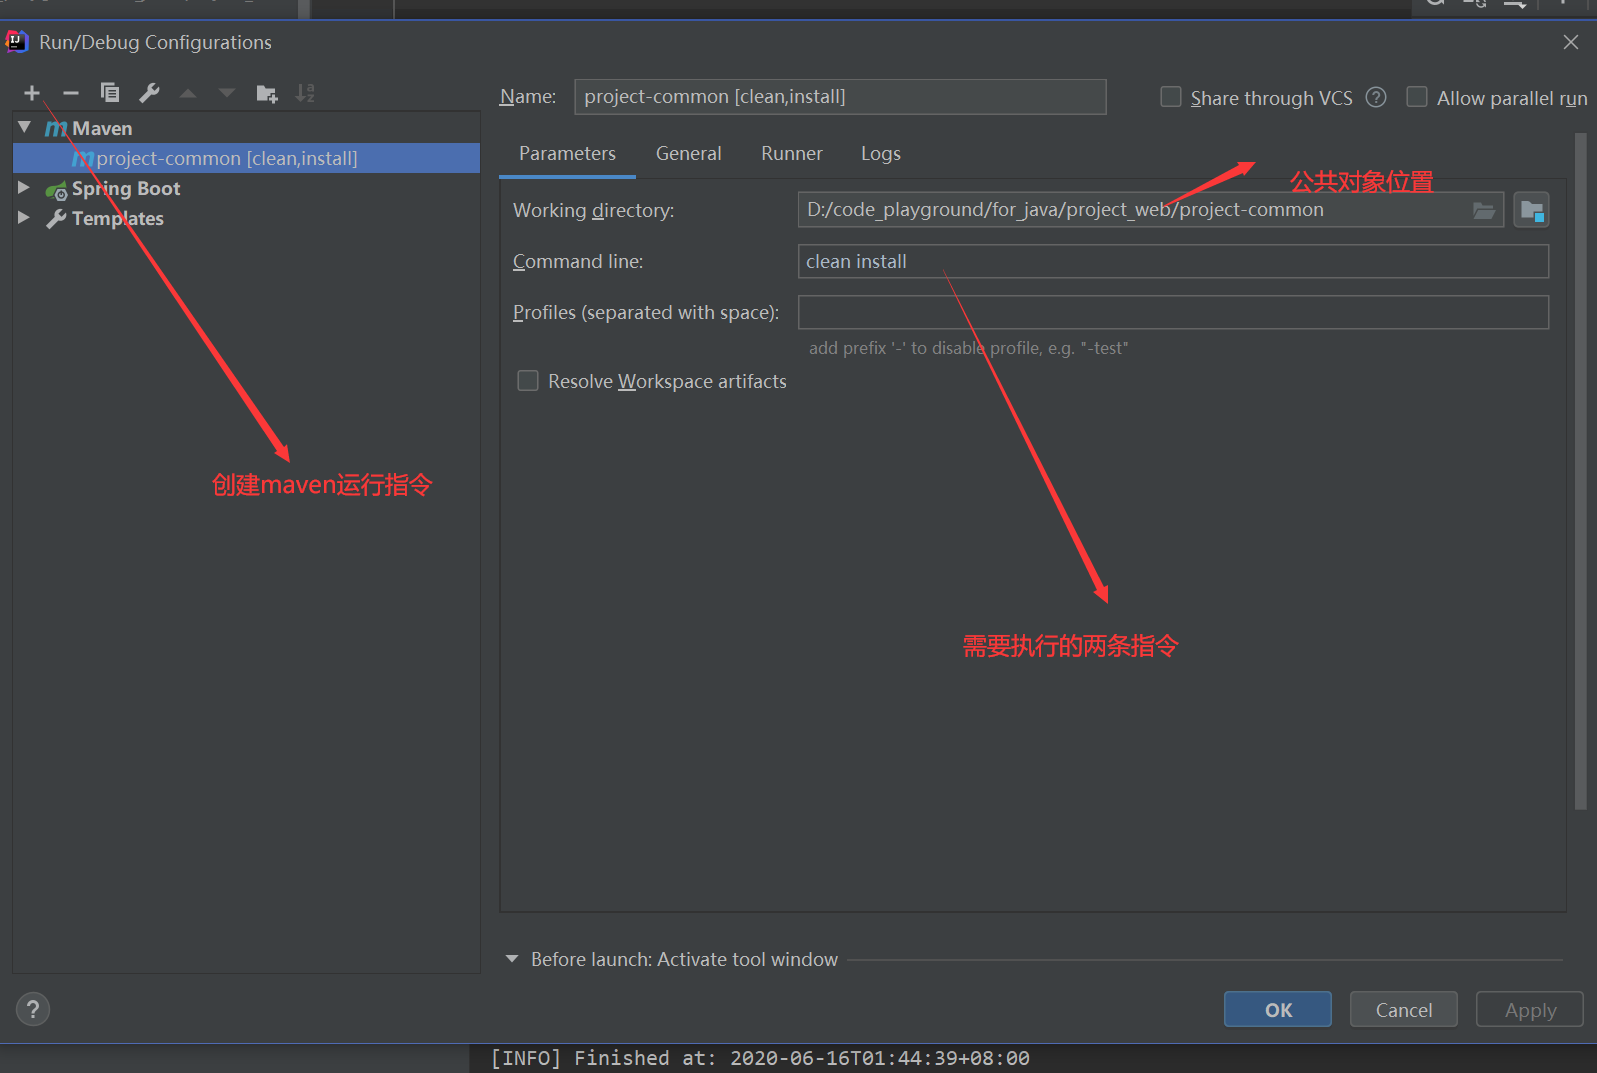 Run/Debug Configurations
Name: project-common [clean,install]
Share through VCS
Allow parallel run
Maven
project-common [clean,install]
Spring Boot
Templates
Parameters General Runner Logs
公共对象位置
Working directory: D:/code_playground/for_java/project_web/project-common
Command line: clean install
Profiles (separated with space):
add prefix '-' to disable profile, e.g. "-test"
Resolve Workspace artifacts
创建maven运行指令
需要执行的两条指令
Before launch: Activate tool window
?
OK Cancel Apply
[INFO] Finished at: 2020-06-16T01:44:39+08:00